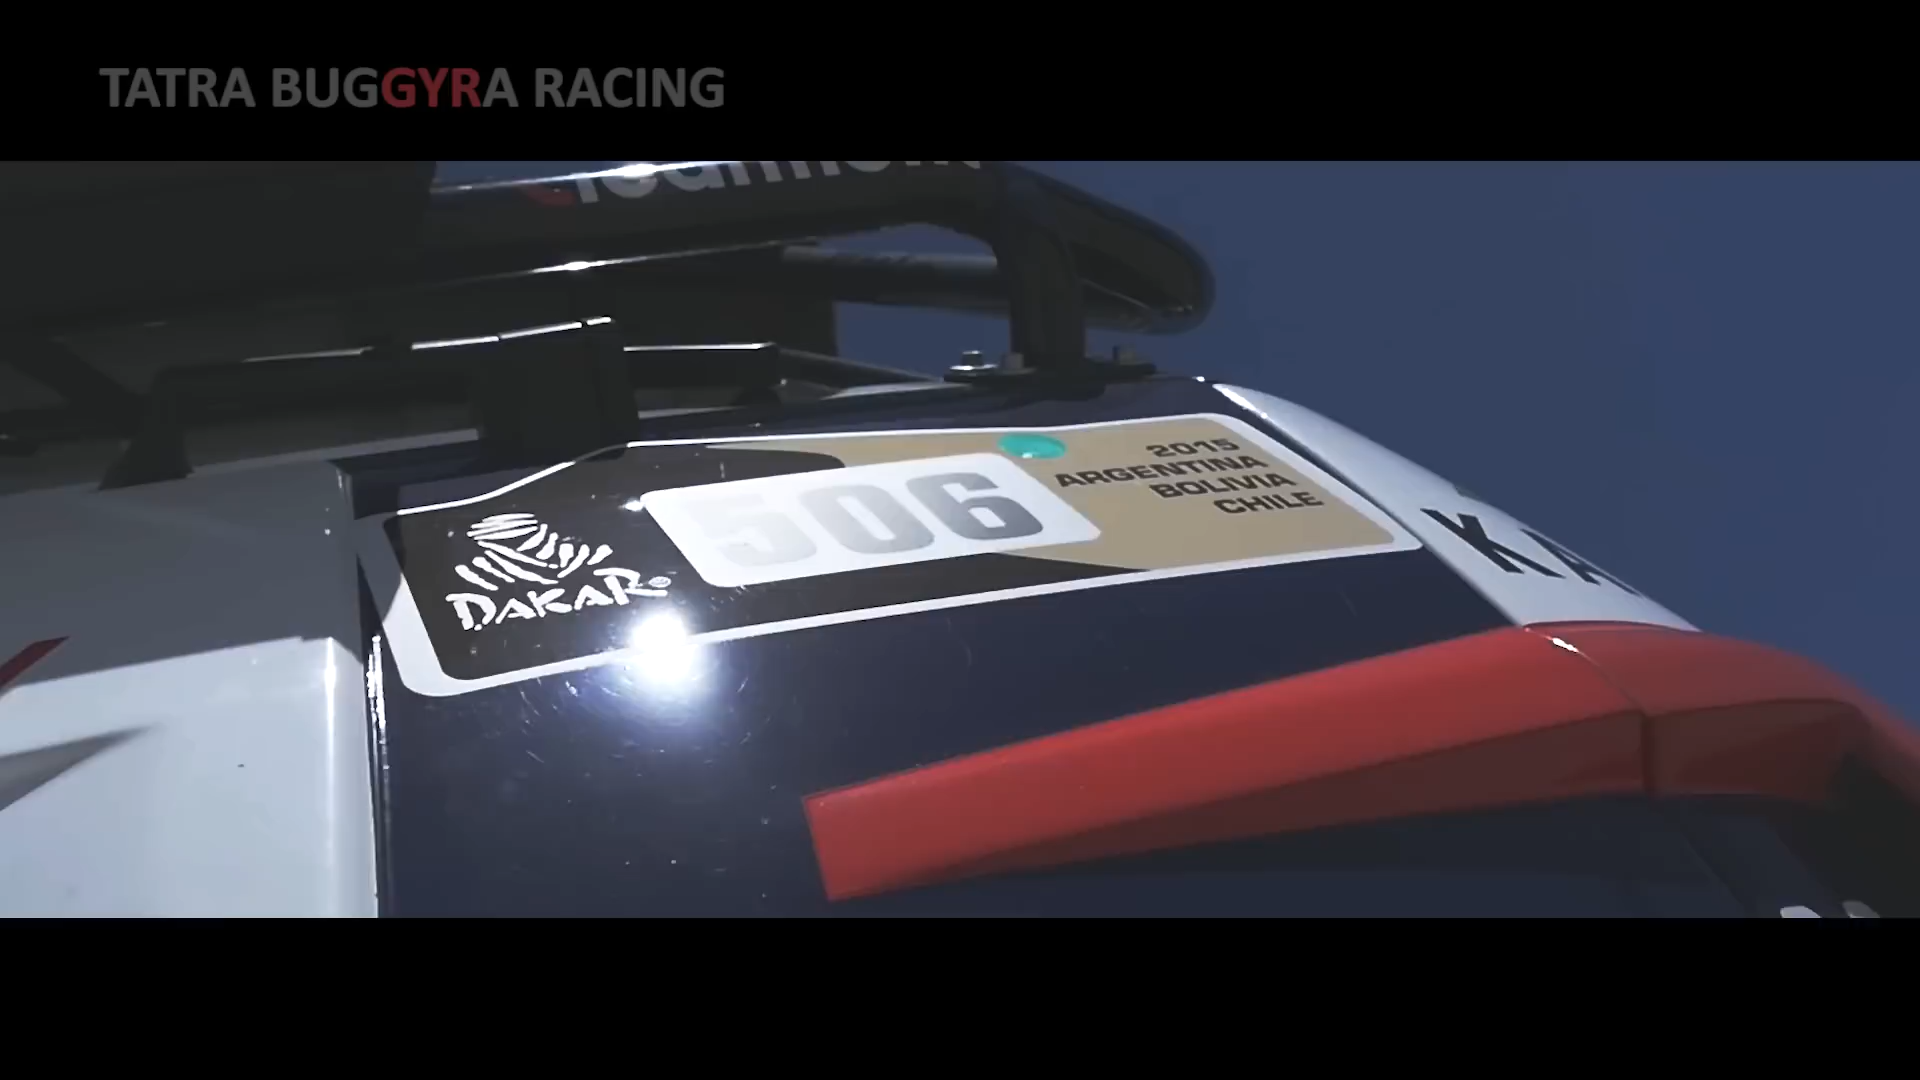 TATRA BUGGYRA RACING
506
2015
ARGENTINA
BOLIVIA
CHILE
DAKAR